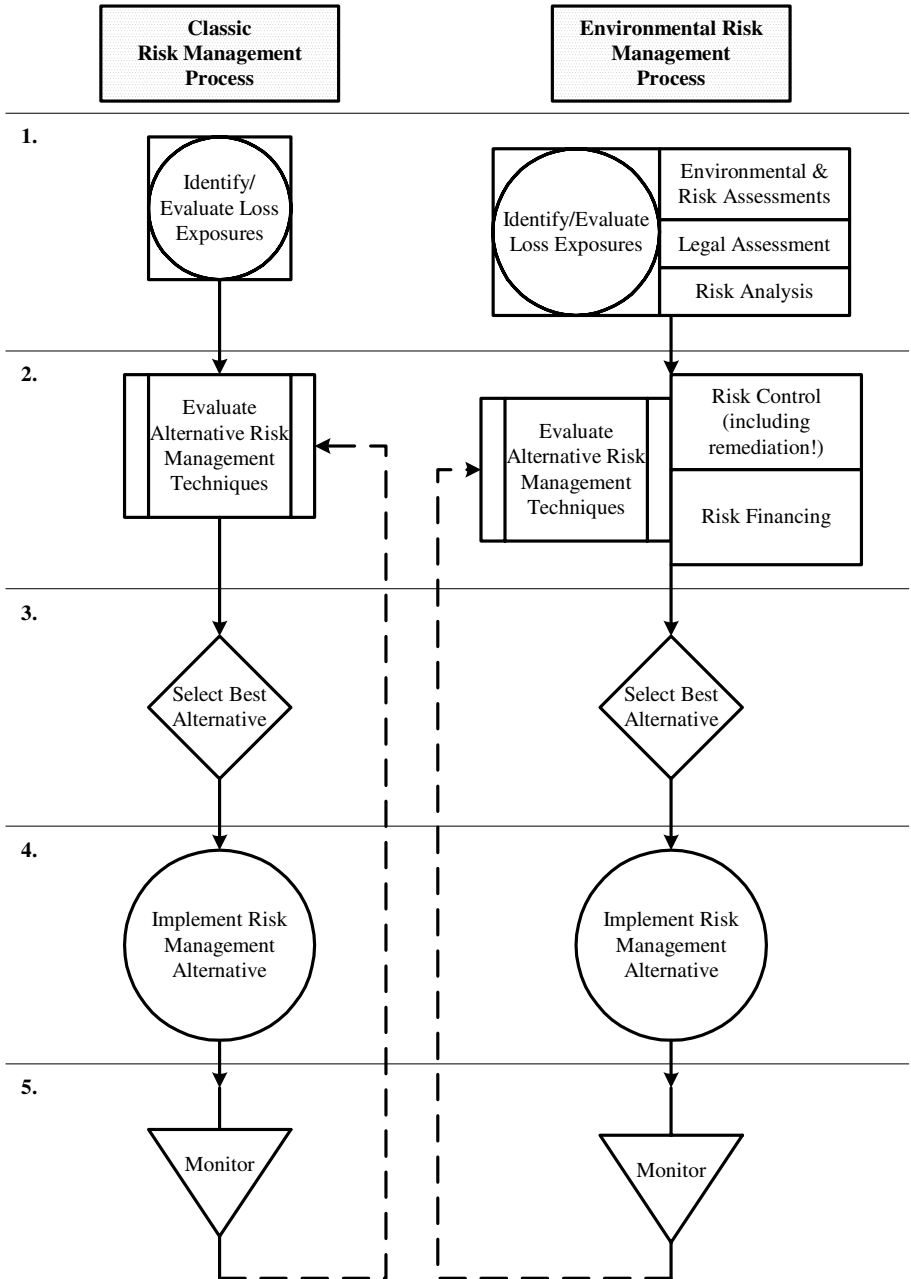 Classic
Risk Management
Process
Environmental Risk
Management
Process
1.
Identify/
Evaluate Loss
Exposures
Identify/Evaluate
Loss Exposures
Environmental &
Risk Assessments
Legal Assessment
Risk Analysis
2.
Evaluate
Alternative Risk
Management
Techniques
Evaluate
Alternative Risk
Management
Techniques
Risk Control
(including
remediation!)
Risk Financing
3.
Select Best
Alternative
Select Best
Alternative
4.
Implement Risk
Management
Alternative
Implement Risk
Management
Alternative
5.
Monitor
Monitor